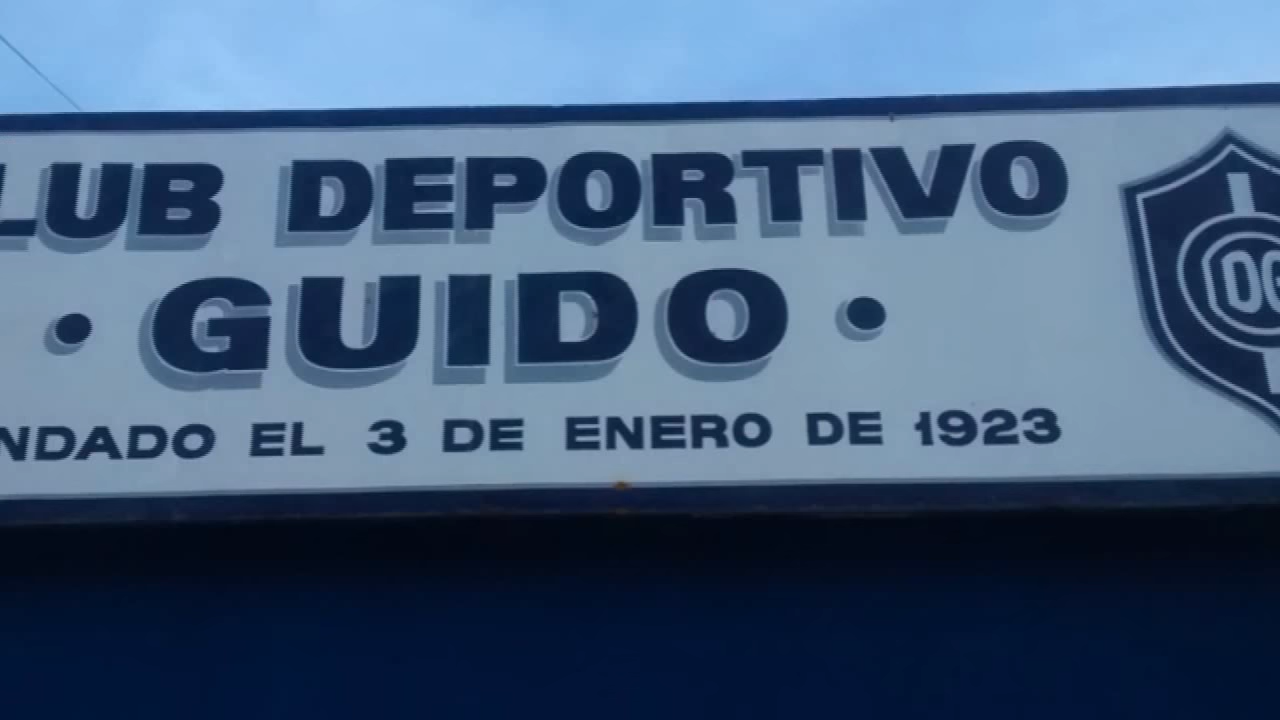 LUB DEPORTIVO
• GUIDO •
NDADO EL 3 DE ENERO DE 1923